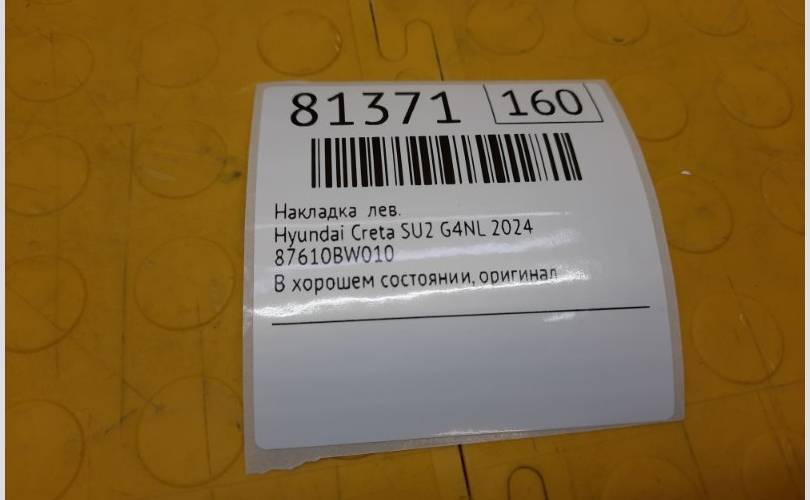 81371 160
Накладка лев.
Hyundai Creta SU2 G4NL 2024
87610BW010
В хорошем состоянии, оригинал